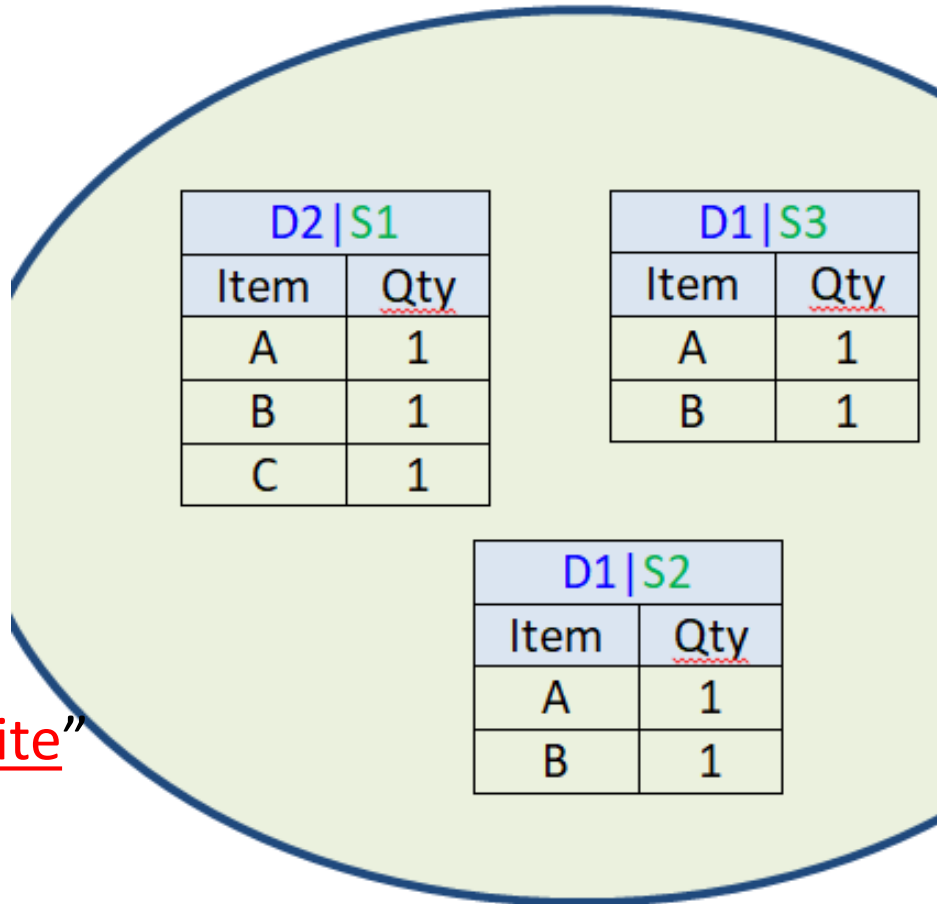 D2|S1
Item Qty
A 1
B 1
C 1
D1|S3
Item Qty
A 1
B 1
D1|S2
Item Qty
A 1
B 1
ite”